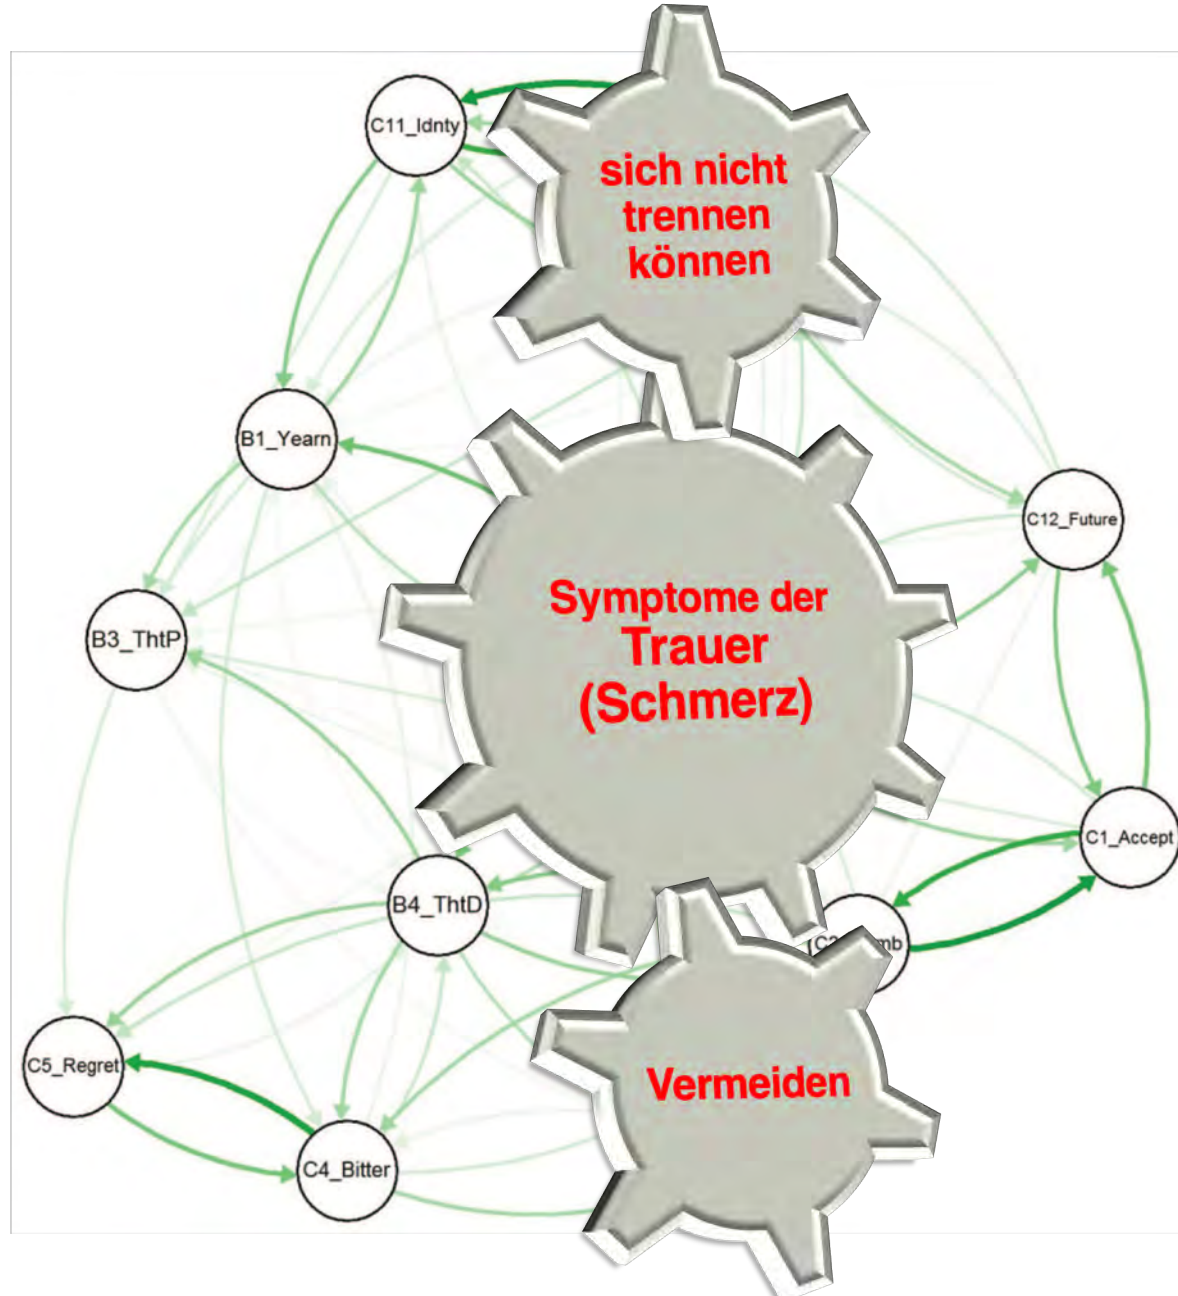 C11_Idnty
sich nicht
trennen
können
B1_Yearn
C12_Future
Symptome der
Trauer
(Schmerz)
B3_ThtP
C1_Accept
B4_ThtD
C5_Regret
Vermeiden
C4_Bitter